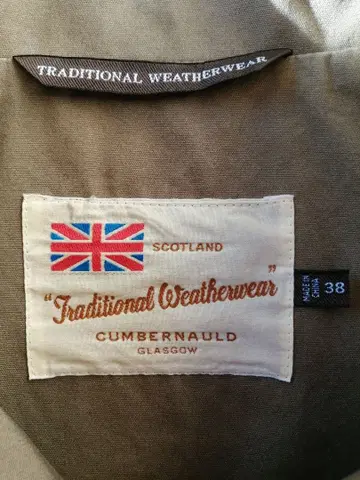 TRADITIONAL WEATHERWEAR
SCOTLAND
"Traditional Weatherwear"
CUMBERNAULD
GLASGOW
MADE IN
CHINA
38